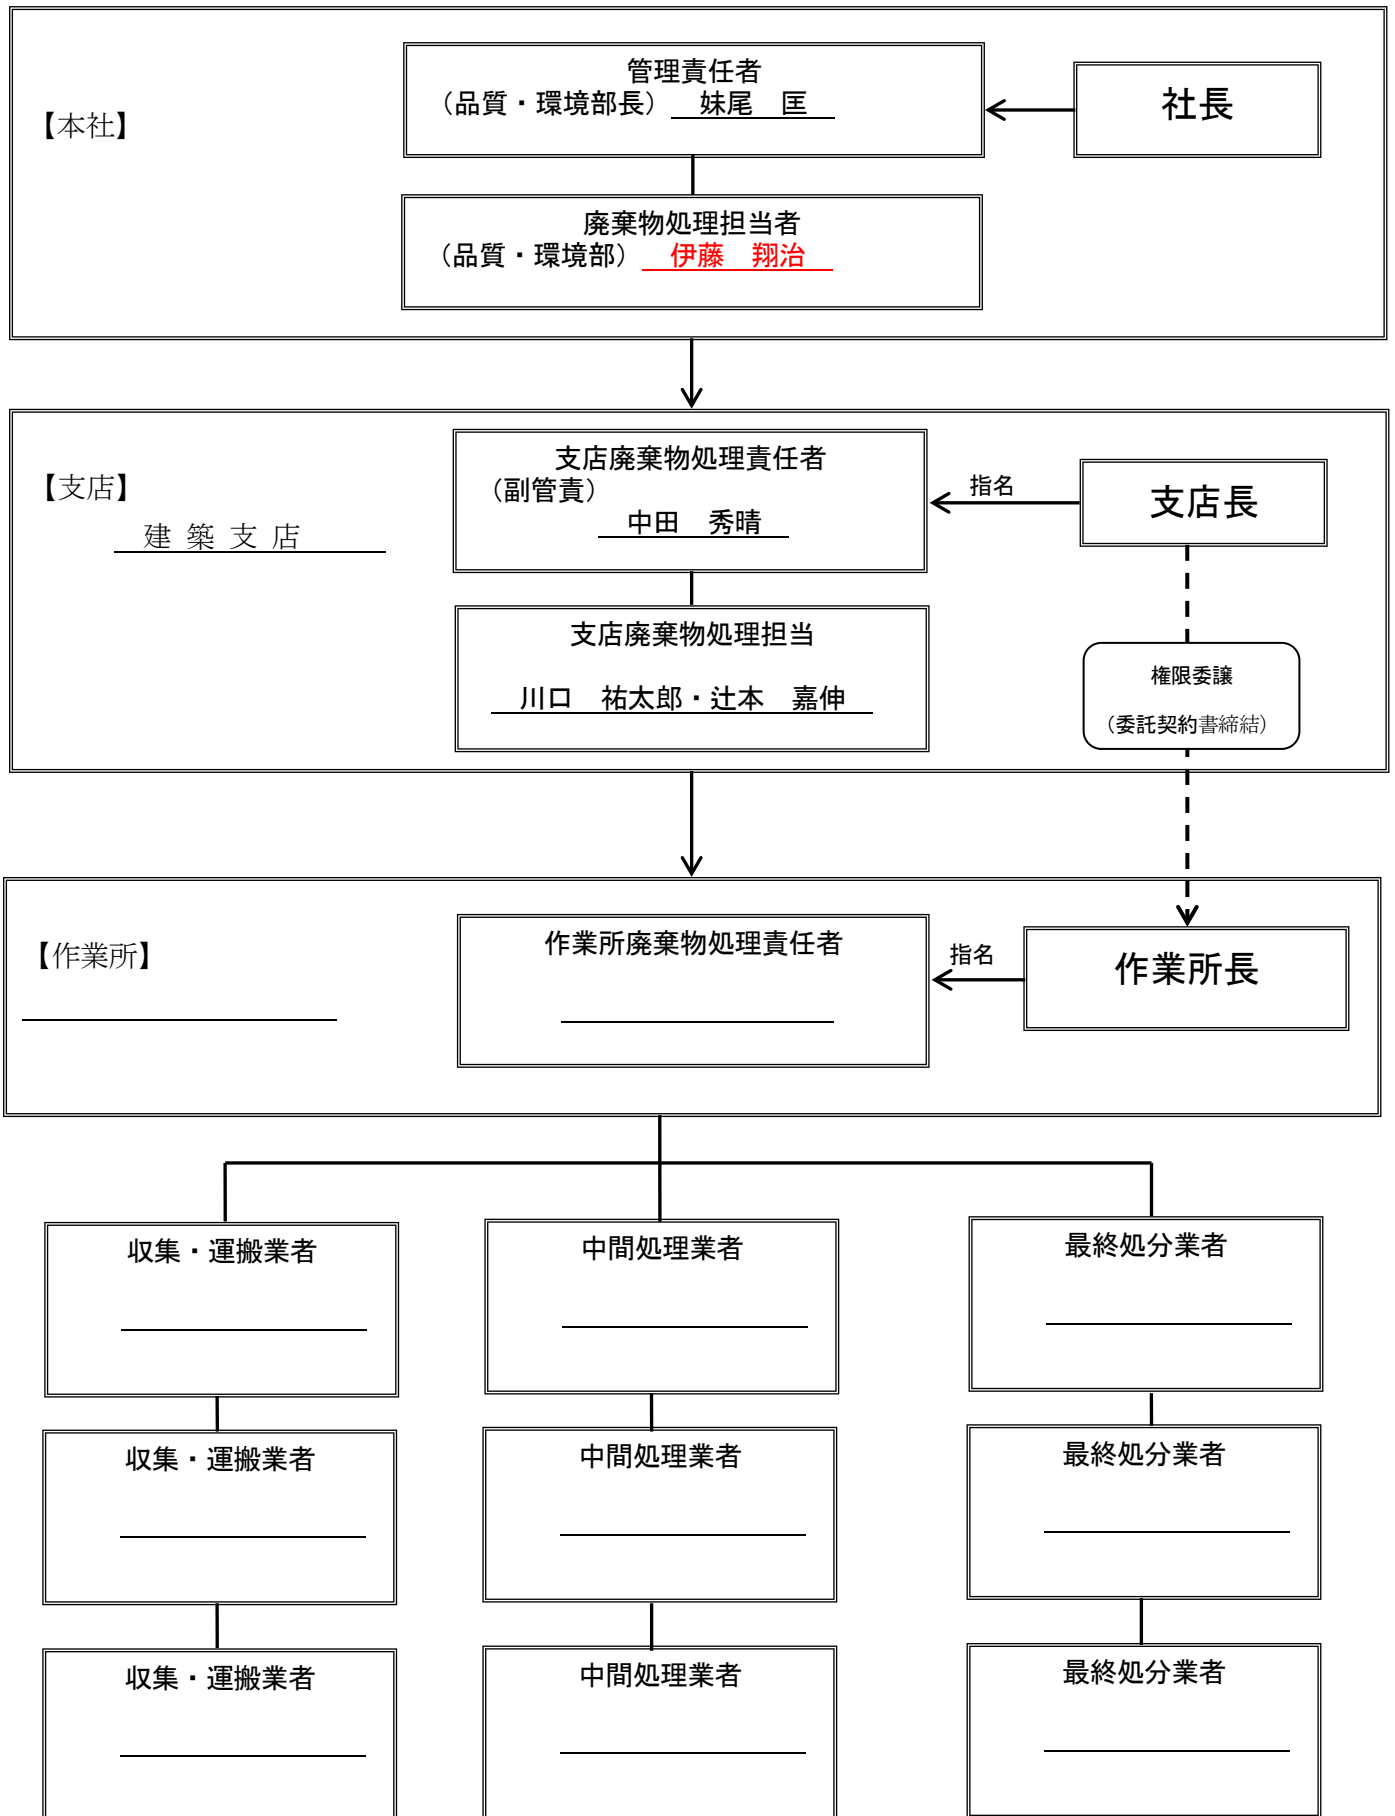 【本社】
管理責任者
（品質・環境部長）　妹尾　匡
社長
廃棄物処理担当者
（品質・環境部）　伊藤　翔治
【支店】
建築支店
支店廃棄物処理責任者
（副管責）
中田　秀晴
指名
支店長
支店廃棄物処理担当
川口　祐太郎・辻本　嘉伸
権限委譲
（委託契約書締結）
【作業所】
作業所廃棄物処理責任者
指名
作業所長
収集・運搬業者
中間処理業者
最終処分業者
収集・運搬業者
中間処理業者
最終処分業者
収集・運搬業者
中間処理業者
最終処分業者